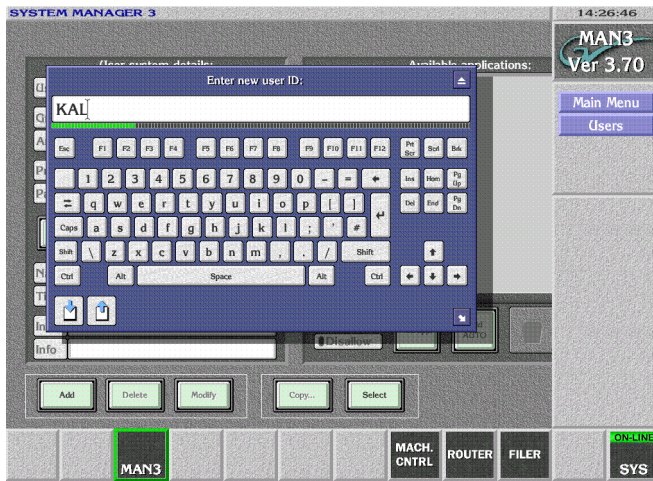 SYSTEM MANAGER 3
14:26:46
MAN3
Ver 3.70
User system details:
Available applications:
Main Menu
Users
Enter new user ID:
KAL
Esc F1 F2 F3 F4 F5 F6 F7 F8 F9 F10 F11 F12 Prt Scr Scrl Brk
1 2 3 4 5 6 7 8 9 0 - = Ins Hom Pg Up
q w e r t y u i o p [ ] Del End Pg Dn
Caps a s d f g h j k l ; ' #
Shift \ z x c v b n m , . / Shift
Ctrl Alt Space Alt Ctrl
Info
Disallow
AUTO
Add Delete Modify Copy... Select
MAN3
MACH. CNTRL
ROUTER
FILER
ON-LINE
SYS